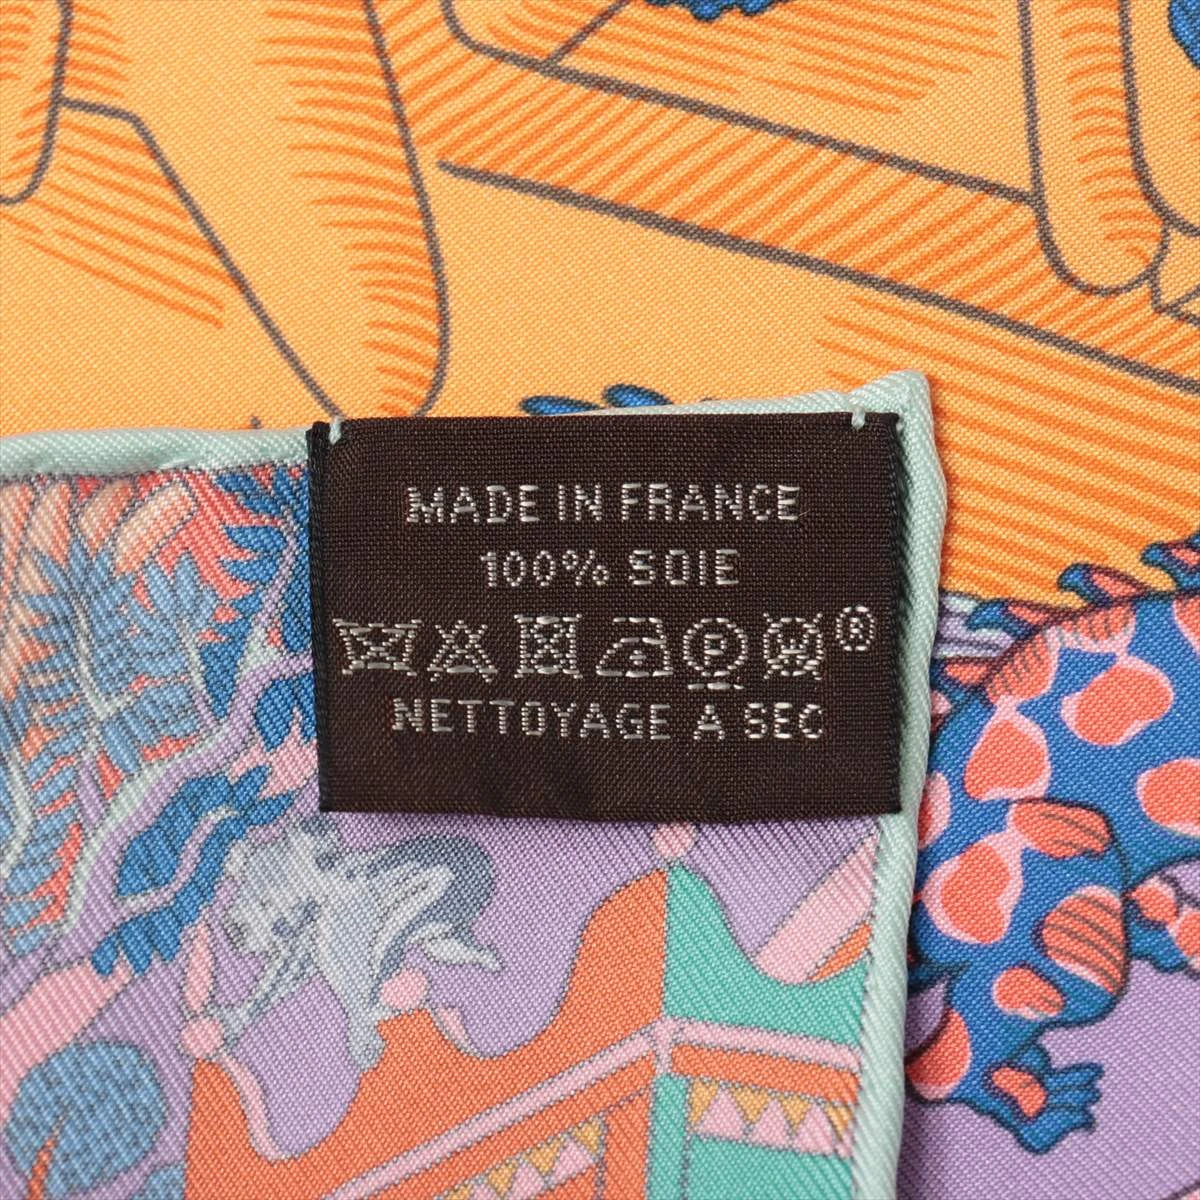 MADE IN FRANCE
100% SOIE
P W ®
NETTOYAGE A SEC